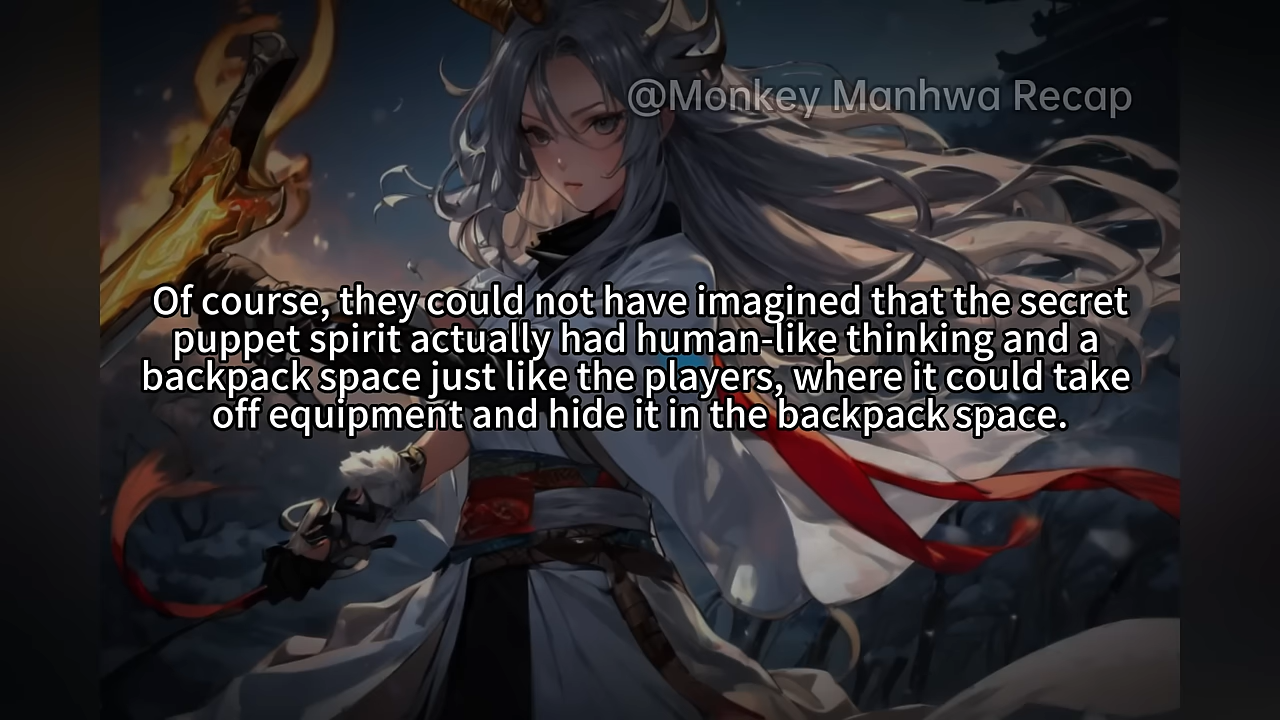 @Monkey Manhwa Recap
Of course, they could not have imagined that the secret
puppet spirit actually had human-like thinking and a
backpack space just like the players, where it could take
off equipment and hide it in the backpack space.